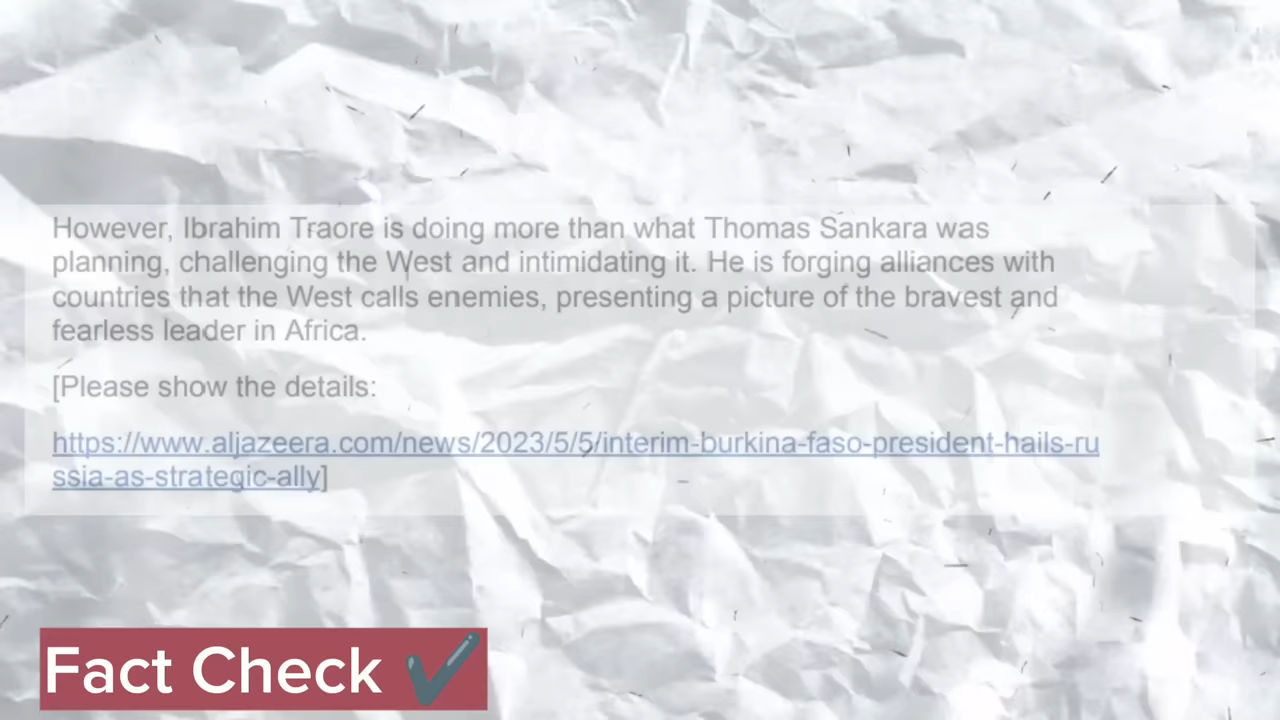 However, Ibrahim Traore is doing more than what Thomas Sankara was
planning, challenging the West and intimidating it. He is forging alliances with
countries that the West calls enemies, presenting a picture of the bravest and
fearless leader in Africa.
[Please show the details:
https://www.aljazeera.com/news/2023/5/5/interim-burkina-faso-president-hails-ru
ssia-as-strategic-ally]
Fact Check ✔